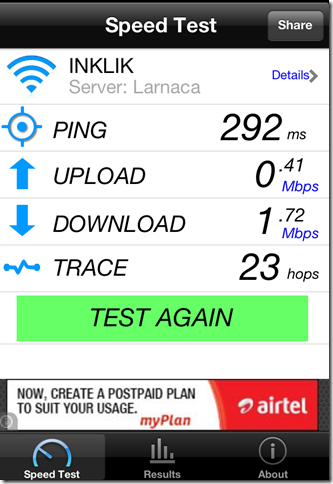 Speed Test
Share
INKLIK
Server: Larnaca
Details
PING
292 ms
UPLOAD
0.41 Mbps
DOWNLOAD
1.72 Mbps
TRACE
23 hops
TEST AGAIN
NOW, CREATE A POSTPAID PLAN
TO SUIT YOUR USAGE.
myPlan
airtel
Speed Test
Results
About